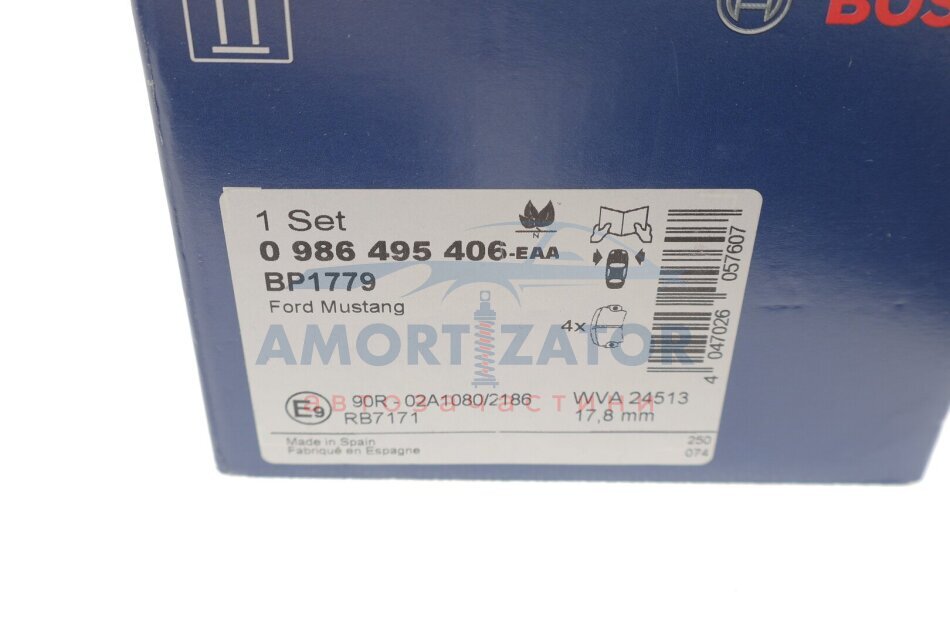 BOS
1 Set
0 986 495 406-EAA
BP1779
Ford Mustang
N
4x
4 047026 057607
AMORTIZATOR
автозапчастини
E9
90R - 02A1080/2186
RB7171
WVA 24513
17,8 mm
Made in Spain
Fabriqué en Espagne
250
074